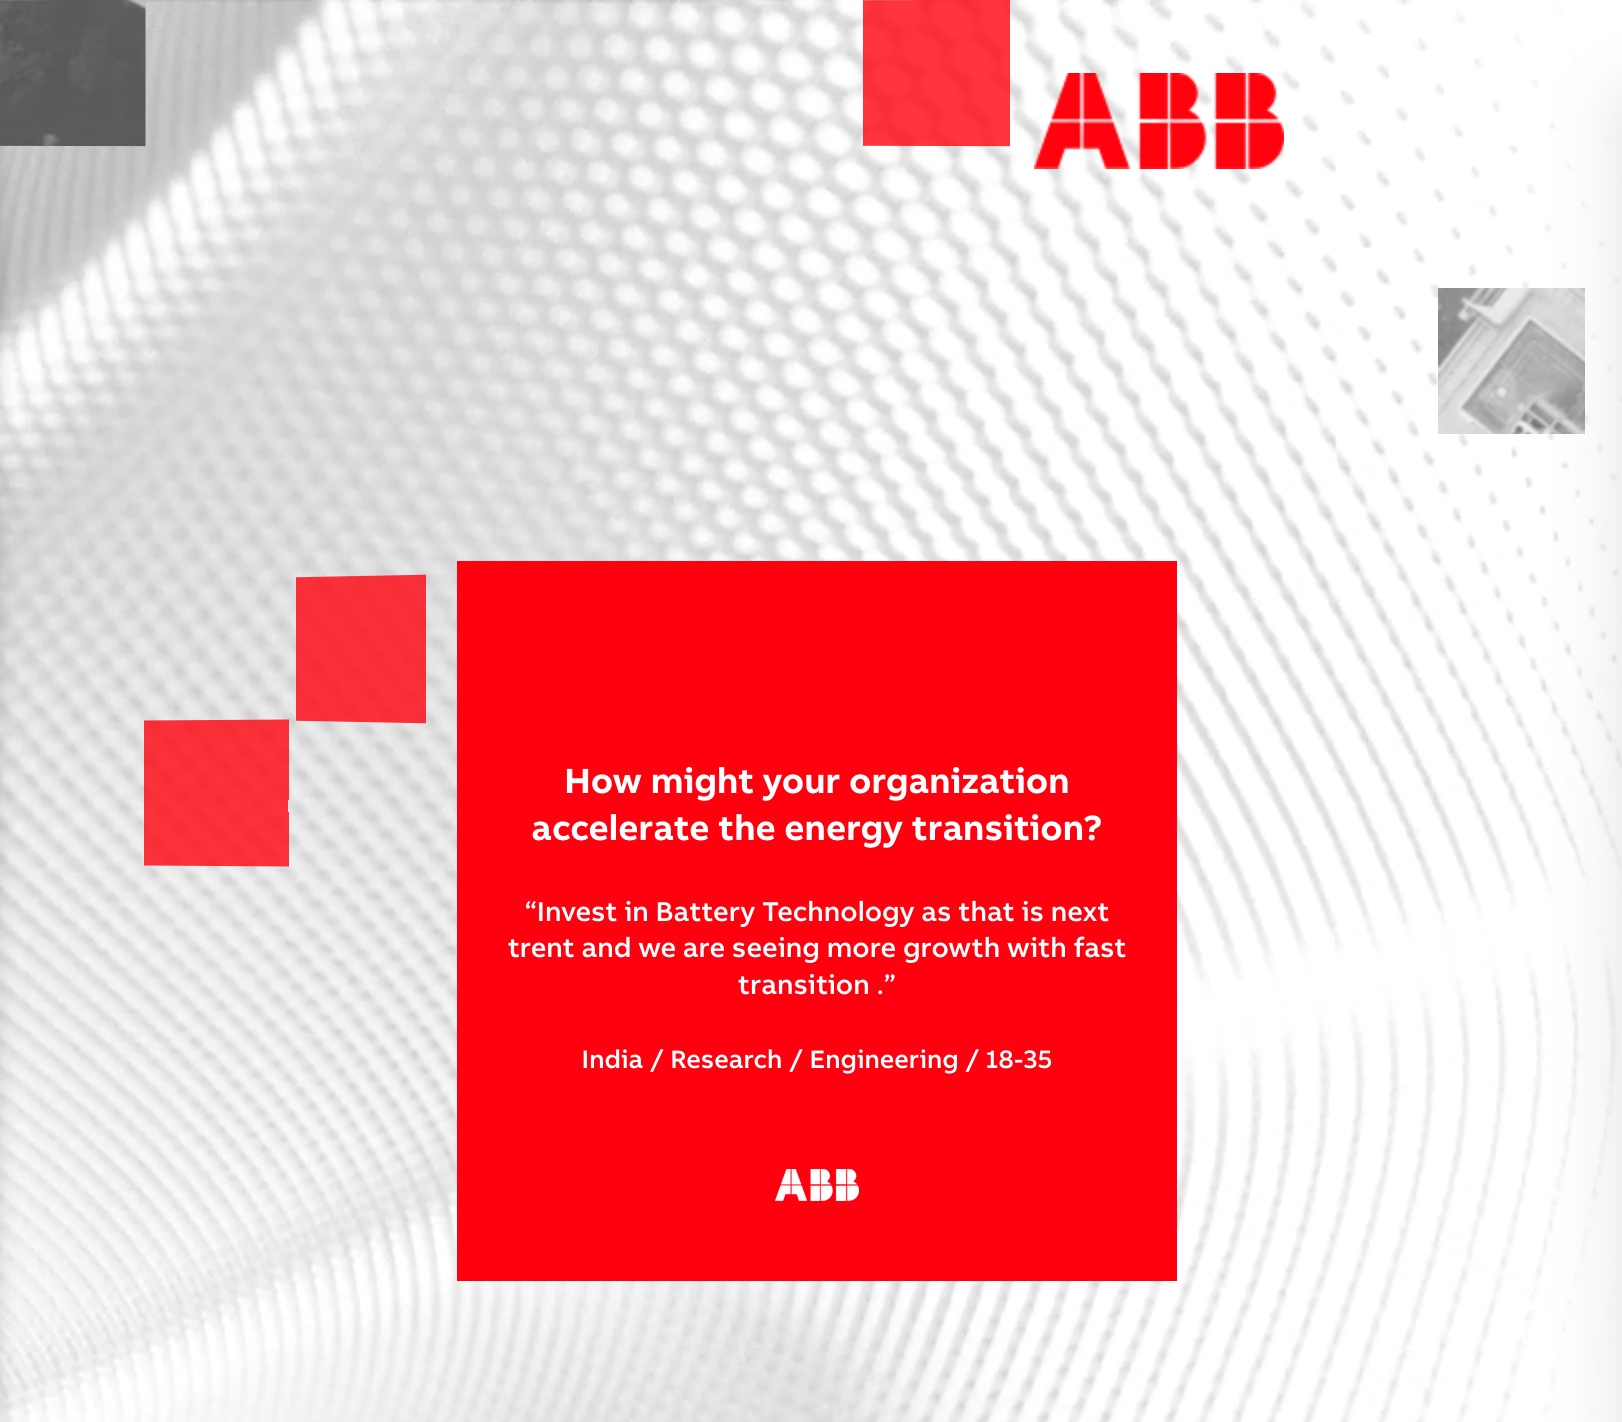 ABB
How might your organization
accelerate the energy transition?
“Invest in Battery Technology as that is next
trent and we are seeing more growth with fast
transition .”
India / Research / Engineering / 18-35
ABB